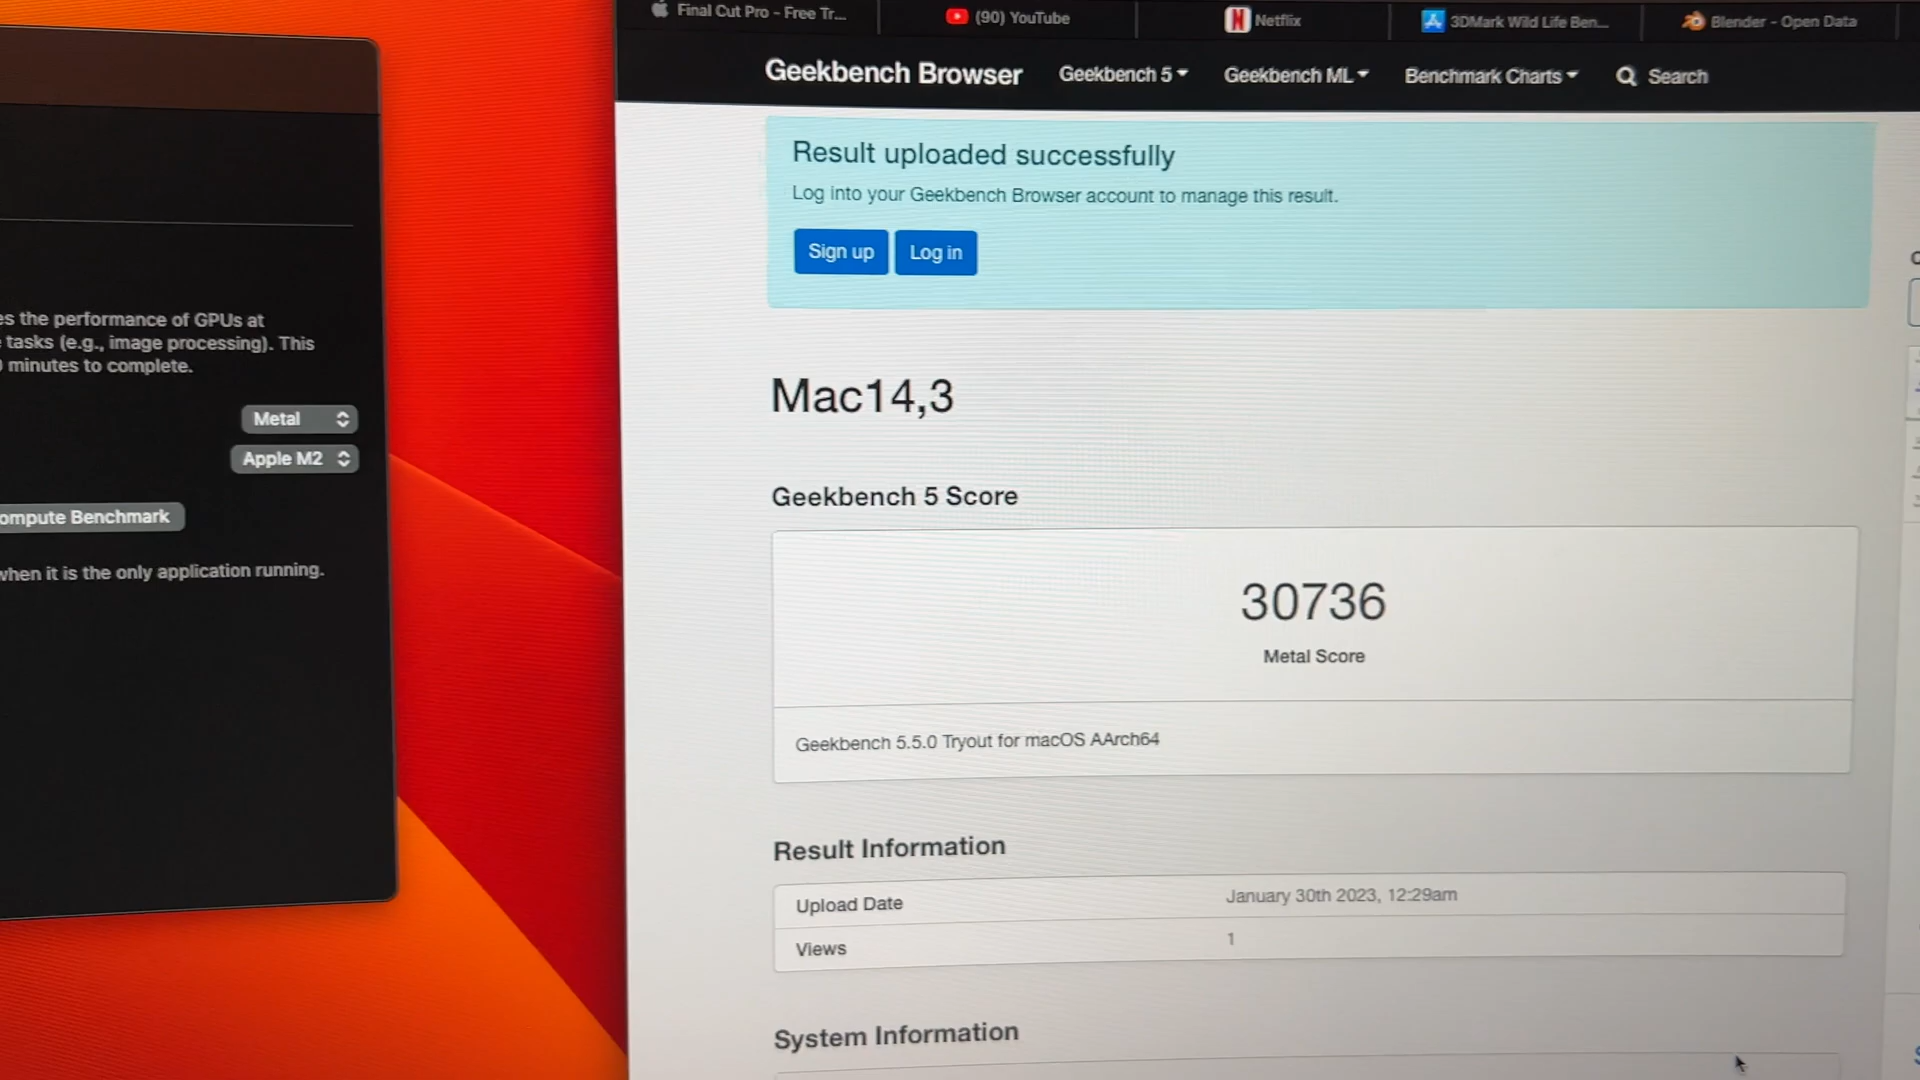 Final Cut Pro - Free Tr...
(90) YouTube
Netflix
3DMark Wild Life Ben...
Blender - Open Data
Geekbench Browser
Geekbench 5
Geekbench ML
Benchmark Charts
Search
Result uploaded successfully
Log into your Geekbench Browser account to manage this result.
Sign up
Log in
es the performance of GPUs at
tasks (e.g., image processing). This
minutes to complete.
Metal
Apple M2
ompute Benchmark
when it is the only application running.
Mac14,3
Geekbench 5 Score
30736
Metal Score
Geekbench 5.5.0 Tryout for macOS AArch64
Result Information
Upload Date
January 30th 2023, 12:29am
Views
1
System Information